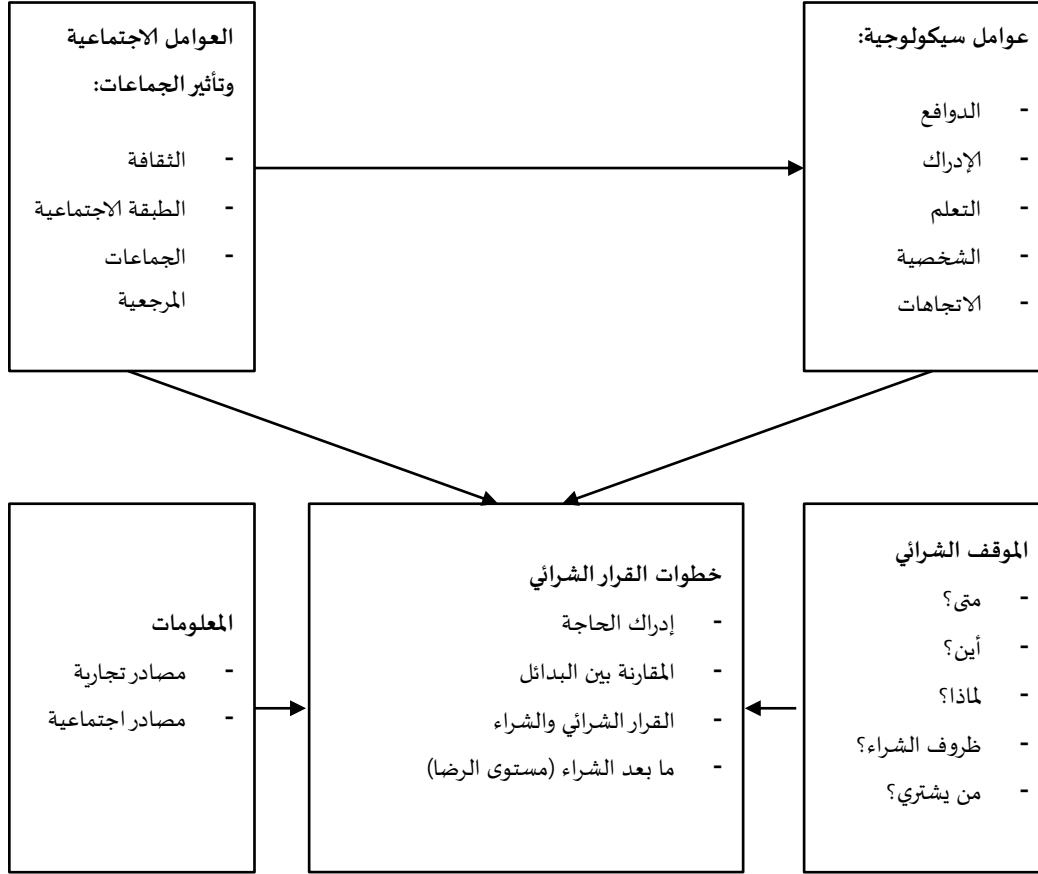 عوامل سيكولوجية:
- الدوافع
- الإدراك
- التعلم
- الشخصية
- الاتجاهات
العوامل الاجتماعية
وتأثير الجماعات:
- الثقافة
- الطبقة الاجتماعية
- الجماعات
المرجعية
الموقف الشرائي
- متى؟
- أين؟
- لماذا؟
- ظروف الشراء؟
- من يشتري؟
خطوات القرار الشرائي
- إدراك الحاجة
- المقارنة بين البدائل
- القرار الشرائي والشراء
- ما بعد الشراء (مستوى الرضا)
المعلومات
- مصادر تجارية
- مصادر اجتماعية